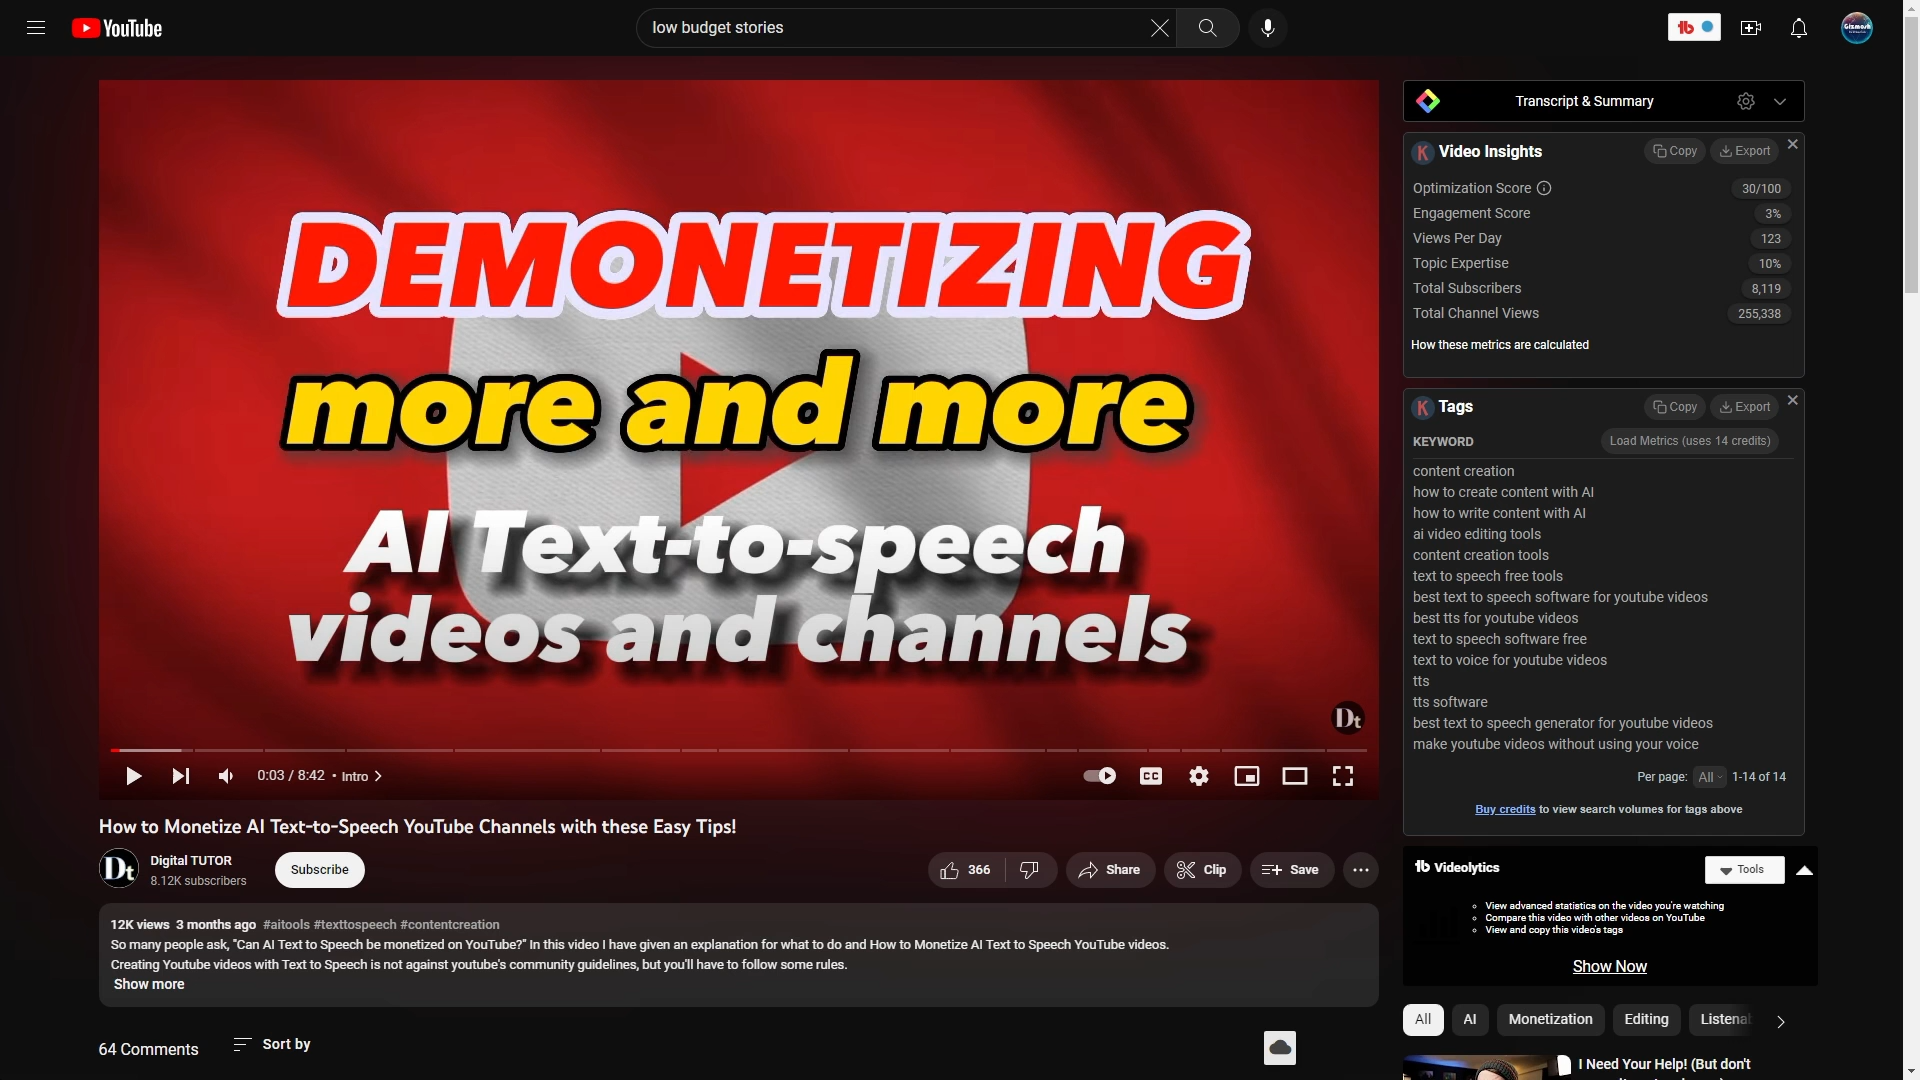 YouTube
low budget stories
Gizmosh
DEMONETIZING
more and more
AI Text-to-speech
videos and channels
Dt
0:03 / 8:42 • Intro
CC
How to Monetize AI Text-to-Speech YouTube Channels with these Easy Tips!
Dt
Digital TUTOR
8.12K subscribers
Subscribe
366
Share
Clip
Save
12K views 3 months ago #aitools #texttospeech #contentcreation
So many people ask, "Can AI Text to Speech be monetized on YouTube?" In this video I have given an explanation for what to do and How to Monetize AI Text to Speech YouTube videos.
Creating Youtube videos with Text to Speech is not against youtube's community guidelines, but you'll have to follow some rules.
Show more
64 Comments
Sort by
Transcript & Summary
K Video Insights
Copy
Export
Optimization Score 30/100
Engagement Score 3%
Views Per Day 123
Topic Expertise 10%
Total Subscribers 8,119
Total Channel Views 255,338
How these metrics are calculated
K Tags
Copy
Export
KEYWORD
Load Metrics (uses 14 credits)
content creation
how to create content with AI
how to write content with AI
ai video editing tools
content creation tools
text to speech free tools
best text to speech software for youtube videos
best tts for youtube videos
text to speech software free
text to voice for youtube videos
tts
tts software
best text to speech generator for youtube videos
make youtube videos without using your voice
Per page: All 1-14 of 14
Buy credits to view search volumes for tags above
tb Videolytics
Tools
View advanced statistics on the video you're watching
Compare this video with other videos on YouTube
View and copy this video's tags
Show Now
All
AI
Monetization
Editing
I Need Your Help! (But don't